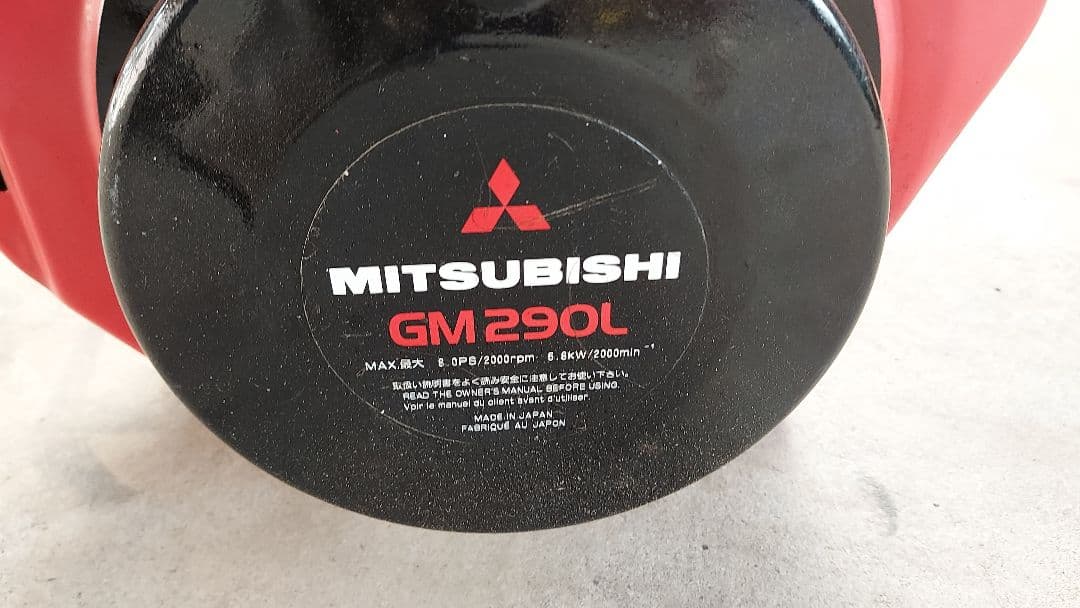 MITSUBISHI
GM290L
MAX.最大 8.0PS/2000rpm 5.8kW/2000min⁻¹
取扱い説明書をよく読み安全に注意してお使い下さい。
READ THE OWNER'S MANUAL BEFORE USING.
Voir le manuel du client avant d'utiliser.
MADE IN JAPAN
FABRIQUÉ AU JAPON